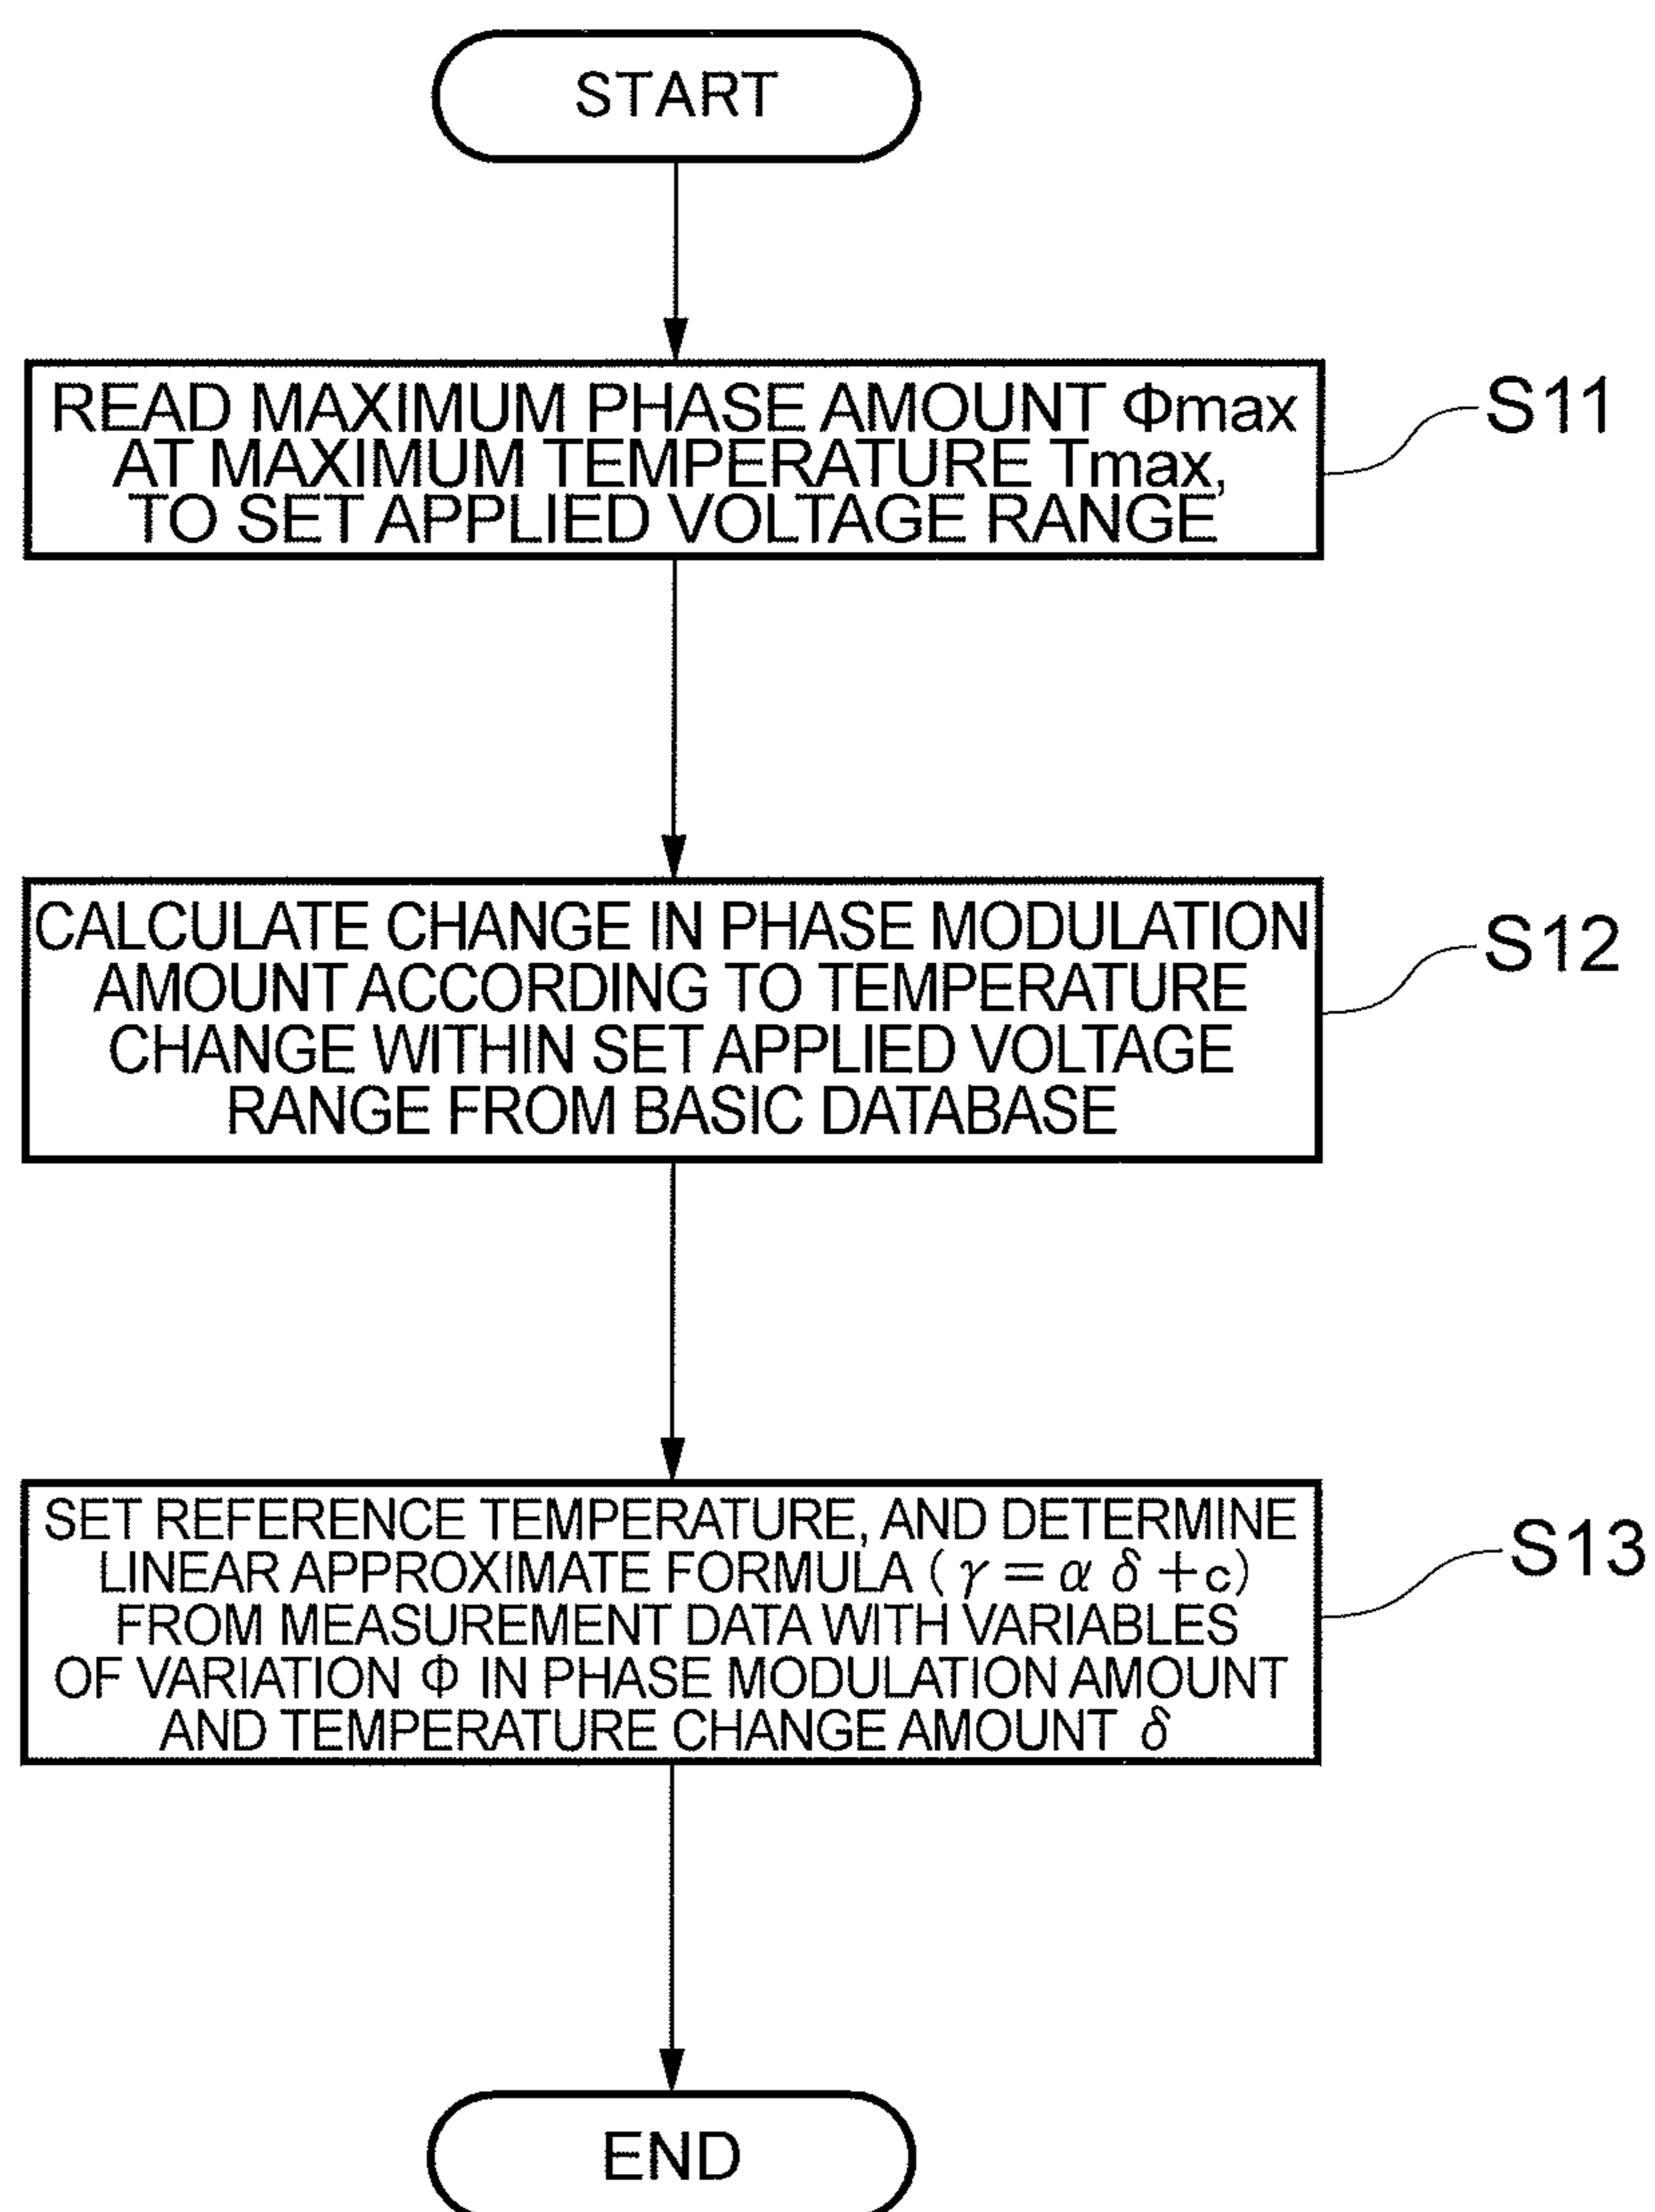 START
READ MAXIMUM PHASE AMOUNT Φmax
AT MAXIMUM TEMPERATURE Tmax,
TO SET APPLIED VOLTAGE RANGE
S11
CALCULATE CHANGE IN PHASE MODULATION
AMOUNT ACCORDING TO TEMPERATURE
CHANGE WITHIN SET APPLIED VOLTAGE
RANGE FROM BASIC DATABASE
S12
SET REFERENCE TEMPERATURE, AND DETERMINE
LINEAR APPROXIMATE FORMULA (γ = α δ + c)
FROM MEASUREMENT DATA WITH VARIABLES
OF VARIATION Φ IN PHASE MODULATION AMOUNT
AND TEMPERATURE CHANGE AMOUNT δ
S13
END